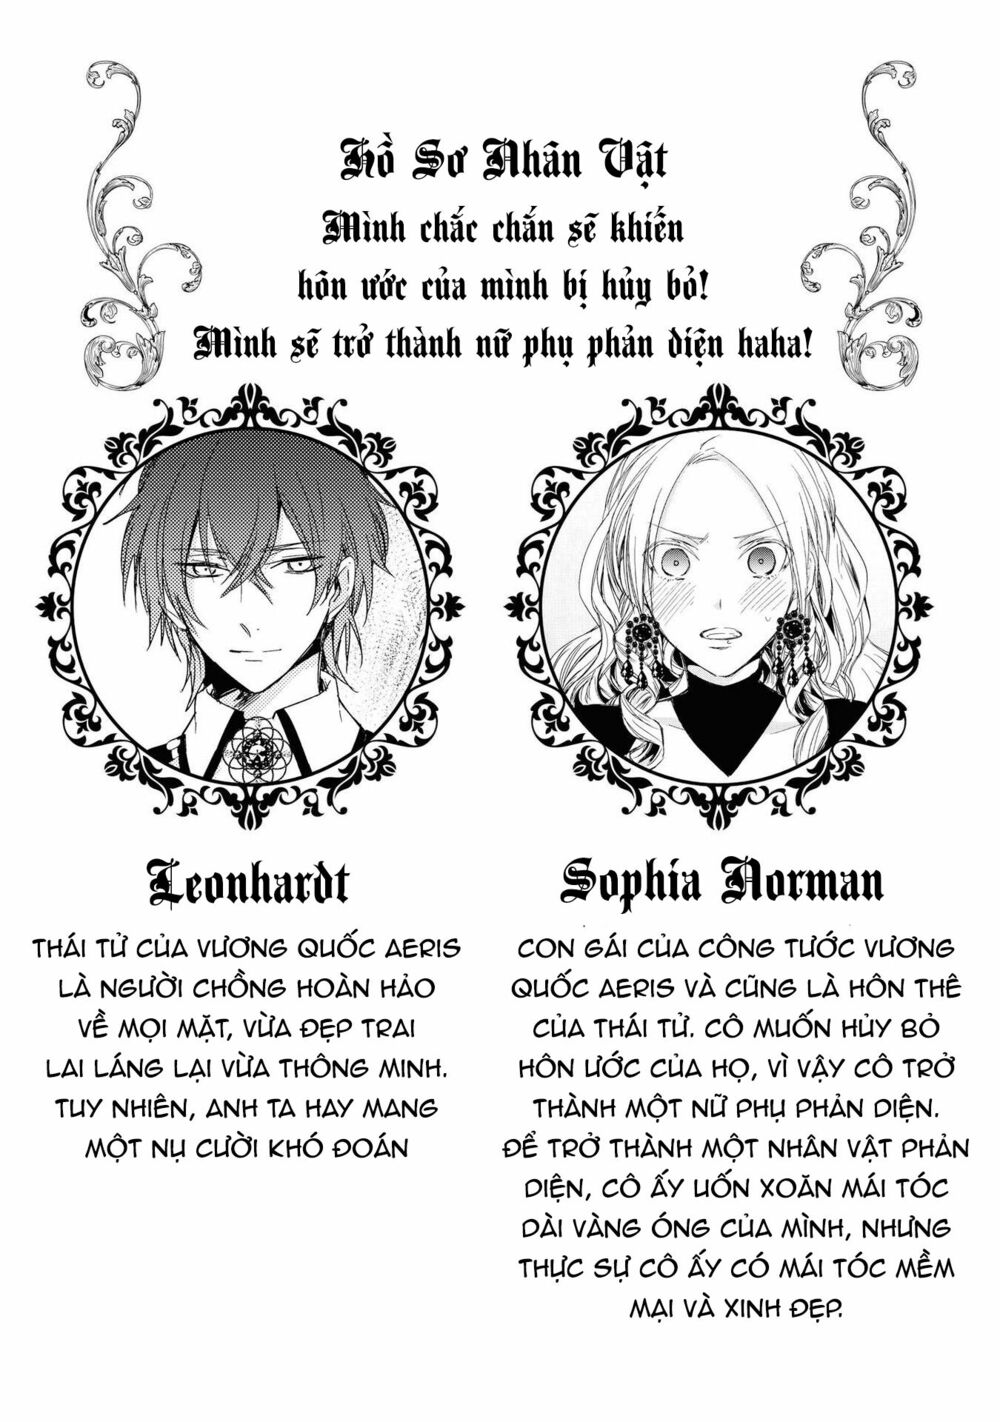 Hồ Sơ Nhân Vật
Mình chắc chắn sẽ khiến
hôn ước của mình bị hủy bỏ!
Mình sẽ trở thành nữ phụ phản diện haha!
Leonhardt
THÁI TỬ CỦA VƯƠNG QUỐC AERIS
LÀ NGƯỜI CHỒNG HOÀN HẢO
VỀ MỌI MẶT, VỪA ĐẸP TRAI
LAI LÁNG LẠI VỪA THÔNG MINH.
TUY NHIÊN, ANH TA HAY MANG
MỘT NỤ CƯỜI KHÓ ĐOÁN
Sophia Norman
CON GÁI CỦA CÔNG TƯỚC VƯƠNG
QUỐC AERIS VÀ CŨNG LÀ HÔN THÊ
CỦA THÁI TỬ. CÔ MUỐN HỦY BỎ
HÔN ƯỚC CỦA HỌ, VÌ VẬY CÔ TRỞ
THÀNH MỘT NỮ PHỤ PHẢN DIỆN.
ĐỂ TRỞ THÀNH MỘT NHÂN VẬT PHẢN
DIỆN, CÔ ẤY UỐN XOĂN MÁI TÓC
DÀI VÀNG ÓNG CỦA MÌNH, NHƯNG
THỰC SỰ CÔ ẤY CÓ MÁI TÓC MỀM
MẠI VÀ XINH ĐẸP.